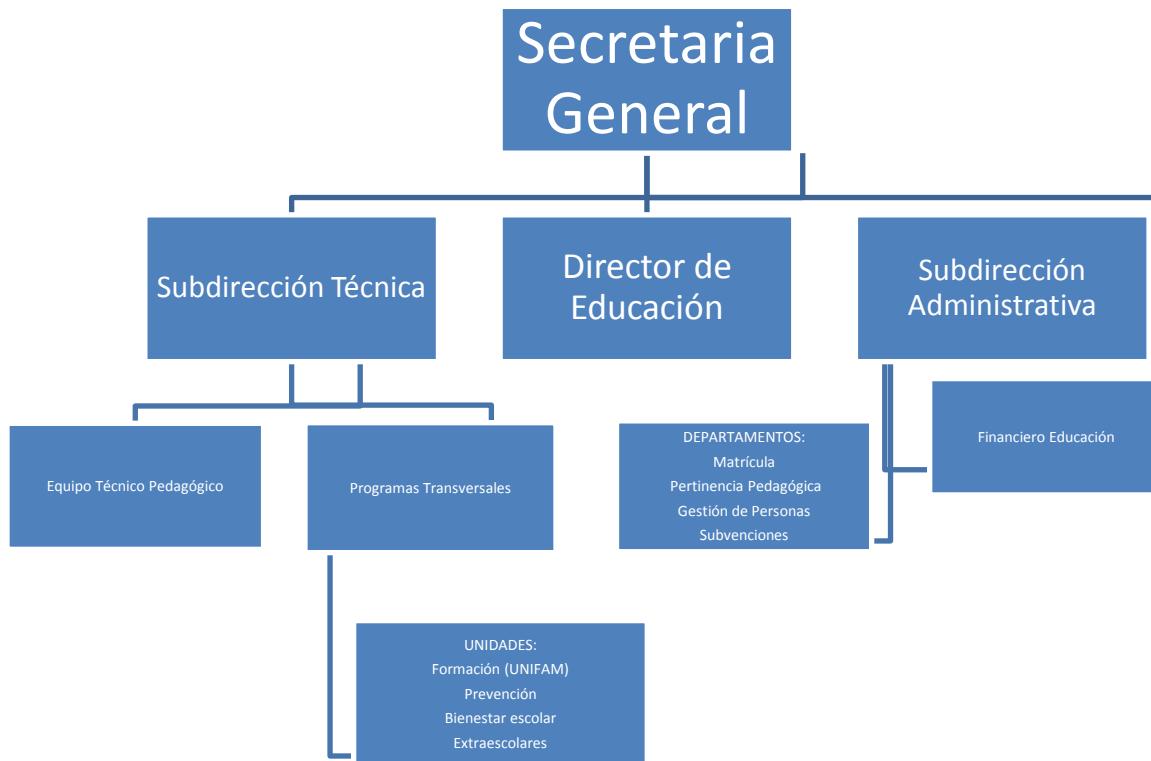 Secretaria
General
Subdirección Técnica
Director de
Educación
Subdirección
Administrativa
Equipo Técnico Pedagógico
Programas Transversales
DEPARTAMENTOS:
Matrícula
Pertinencia Pedagógica
Gestión de Personas
Subvenciones
Financiero Educación
UNIDADES:
Formación (UNIFAM)
Prevención
Bienestar escolar
Extraescolares